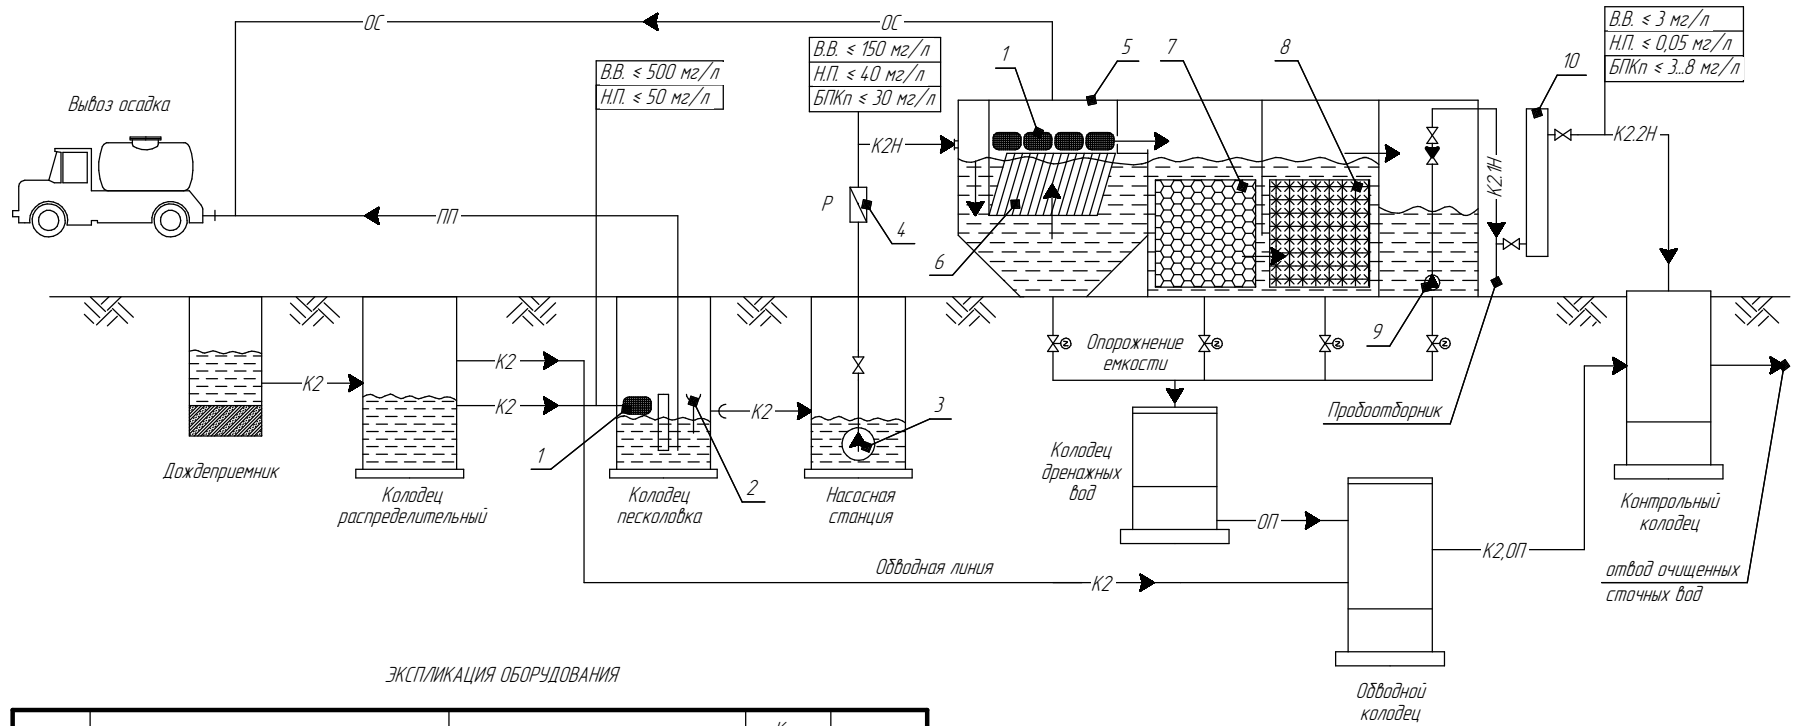 ОС
ОС
В.В. ≤ 3 мг/л
Н.П. ≤ 0,05 мг/л
БПКп ≤ 3...8 мг/л
В.В. ≤ 150 мг/л
Н.П. ≤ 40 мг/л
БПКп ≤ 30 мг/л
1
5
7
8
10
В.В. ≤ 500 мг/л
Н.П. ≤ 50 мг/л
Вывоз осадка
К2Н
К2.1Н
К2.2Н
Р
4
ПП
6
9
Опорожнение
емкости
К2
К2
К2
К2
1
2
3
Пробоотборник
Дождеприемник
Колодец
распределительный
Колодец
песколовка
Насосная
станция
Колодец
дренажных
вод
Контрольный
колодец
ОП
К2,ОП
Обводная линия
К2
отвод очищенных
сточных вод
Обводной
колодец
ЭКСПЛИКАЦИЯ ОБОРУДОВАНИЯ